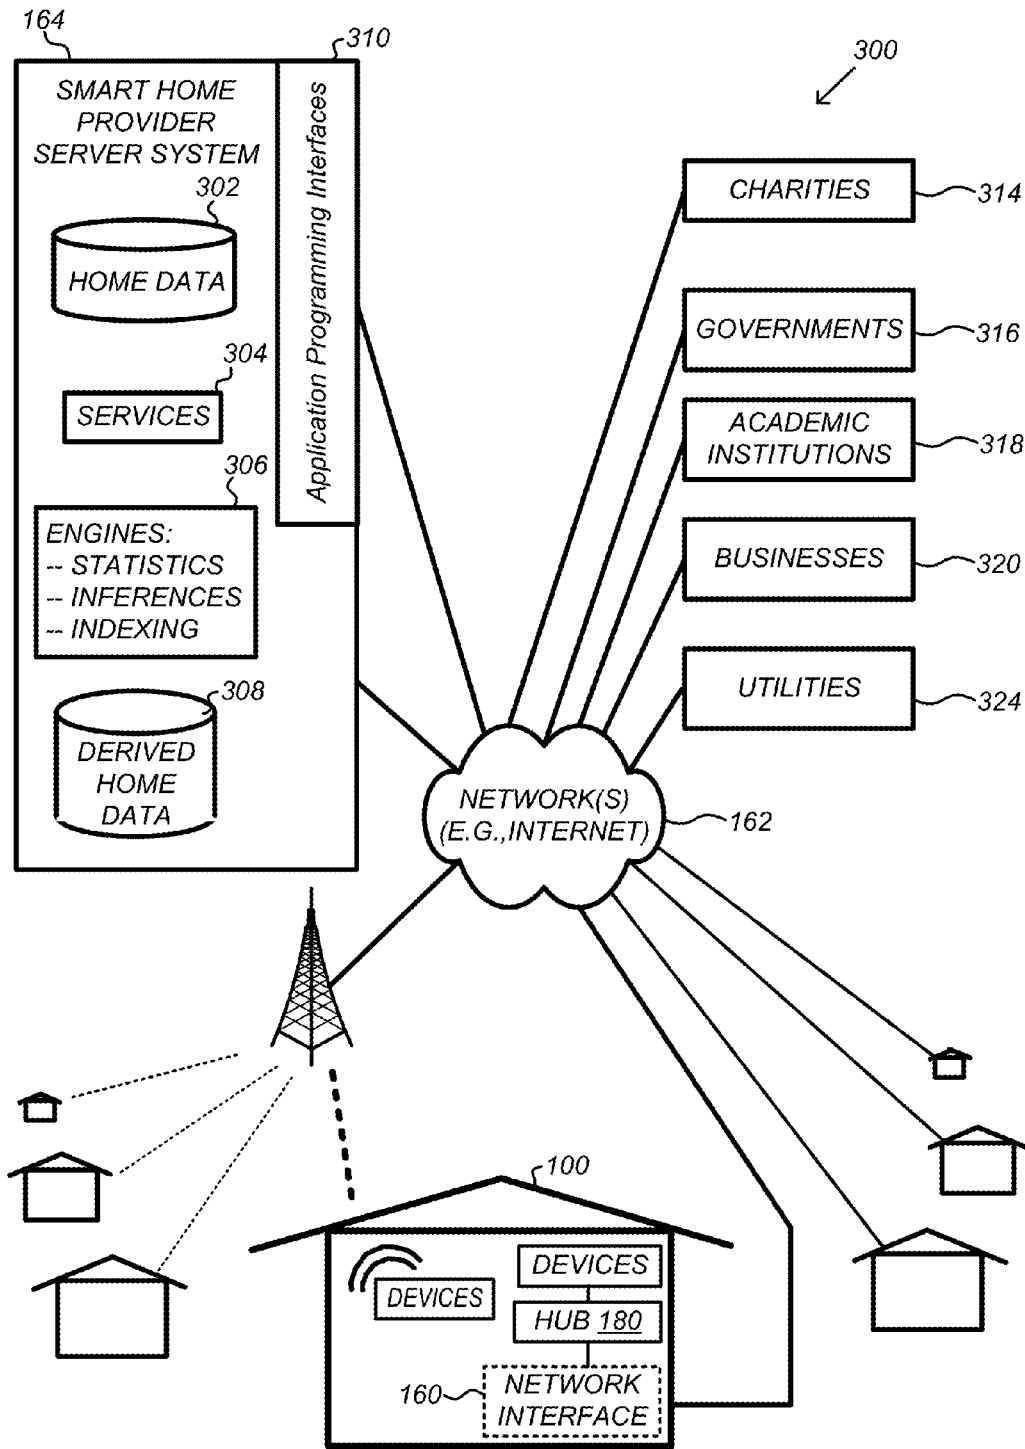 164
310
300
SMART HOME
PROVIDER
SERVER SYSTEM
Application Programming Interfaces
302
HOME DATA
304
SERVICES
306
ENGINES:
-- STATISTICS
-- INFERENCES
-- INDEXING
308
DERIVED
HOME
DATA
CHARITIES
314
GOVERNMENTS
316
ACADEMIC
INSTITUTIONS
318
BUSINESSES
320
UTILITIES
324
NETWORK(S)
(E.G.,INTERNET)
162
100
DEVICES
DEVICES
HUB 180
160
NETWORK
INTERFACE